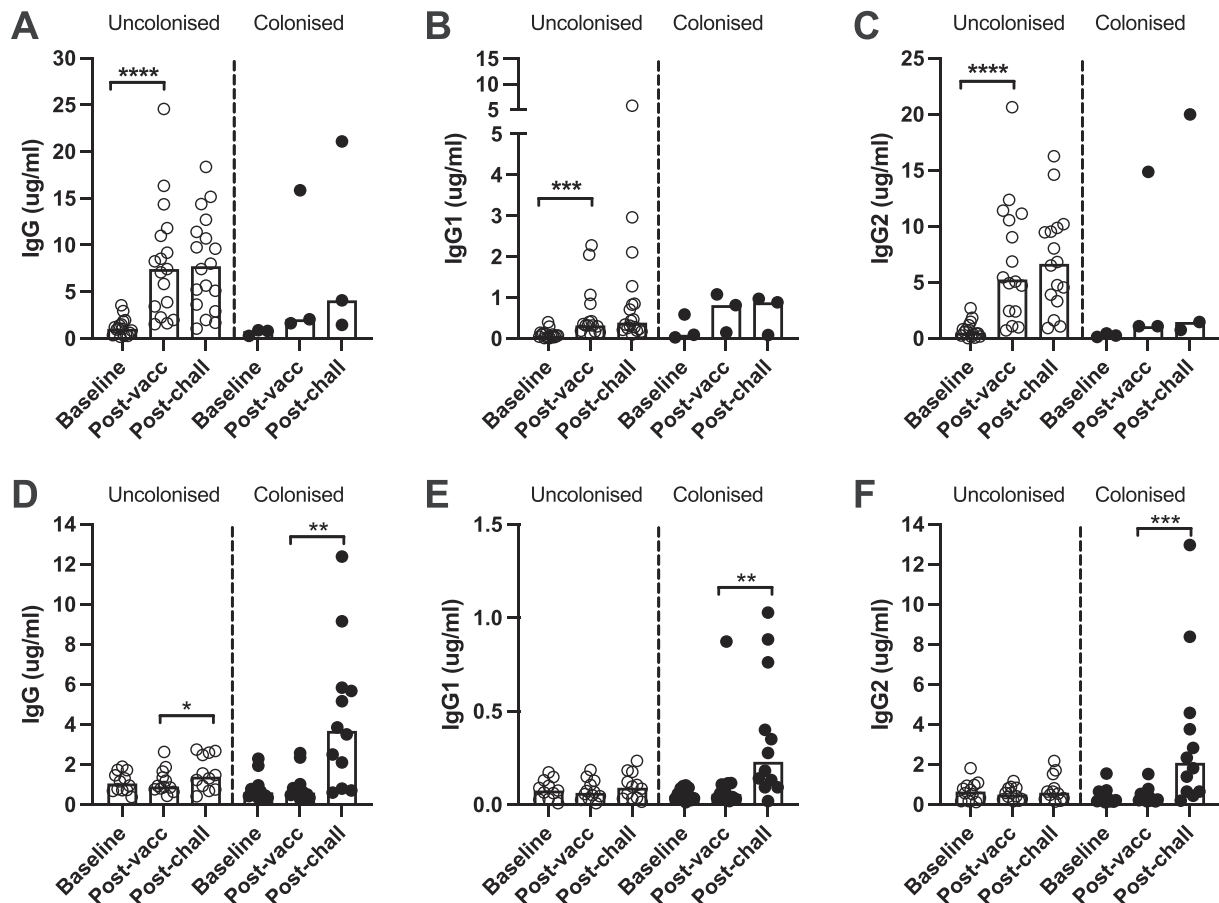 A
Uncolonised Colonised
IgG (ug/ml)
30
25
20
15
10
5
0
****
Baseline
Post-vacc
Post-chall
Baseline
Post-vacc
Post-chall
B
Uncolonised Colonised
IgG1 (ug/ml)
15
10
5
5
4
3
2
1
0
***
Baseline
Post-vacc
Post-chall
Baseline
Post-vacc
Post-chall
C
Uncolonised Colonised
IgG2 (ug/ml)
25
20
15
10
5
0
****
Baseline
Post-vacc
Post-chall
Baseline
Post-vacc
Post-chall
D
Uncolonised Colonised
IgG (ug/ml)
14
12
10
8
6
4
2
0
*
**
Baseline
Post-vacc
Post-chall
Baseline
Post-vacc
Post-chall
E
Uncolonised Colonised
IgG1 (ug/ml)
1.5
1.0
0.5
0.0
**
Baseline
Post-vacc
Post-chall
Baseline
Post-vacc
Post-chall
F
Uncolonised Colonised
IgG2 (ug/ml)
14
12
10
8
6
4
2
0
***
Baseline
Post-vacc
Post-chall
Baseline
Post-vacc
Post-chall